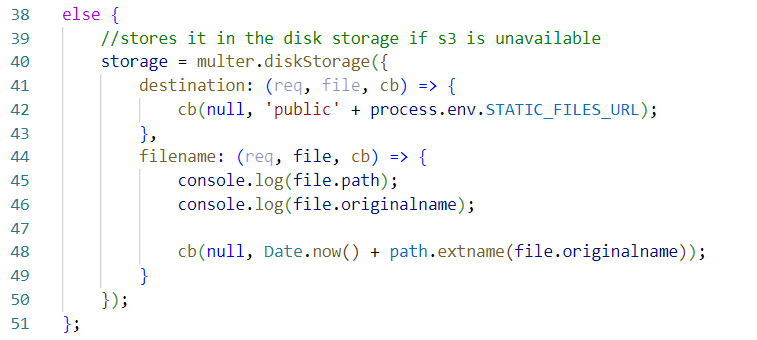 38 else {
39 //stores it in the disk storage if s3 is unavailable
40 storage = multer.diskStorage({
41 destination: (req, file, cb) => {
42 cb(null, 'public' + process.env.STATIC_FILES_URL);
43 },
44 filename: (req, file, cb) => {
45 console.log(file.path);
46 console.log(file.originalname);
47
48 cb(null, Date.now() + path.extname(file.originalname));
49 }
50 });
51 };